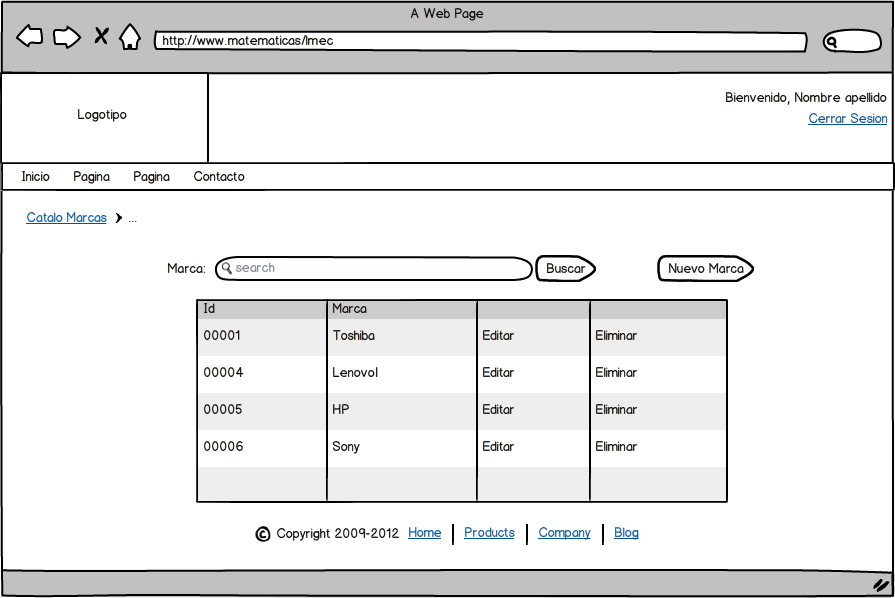 A Web Page
http://www.matematicas/lmec
Logotipo
Bienvenido, Nombre apellido
Cerrar Sesion
Inicio Pagina Pagina Contacto
Catalo Marcas ...
Marca: search Buscar Nuevo Marca
Id Marca
00001 Toshiba Editar Eliminar
00004 Lenovol Editar Eliminar
00005 HP Editar Eliminar
00006 Sony Editar Eliminar
© Copyright 2009-2012 Home Products Company Blog